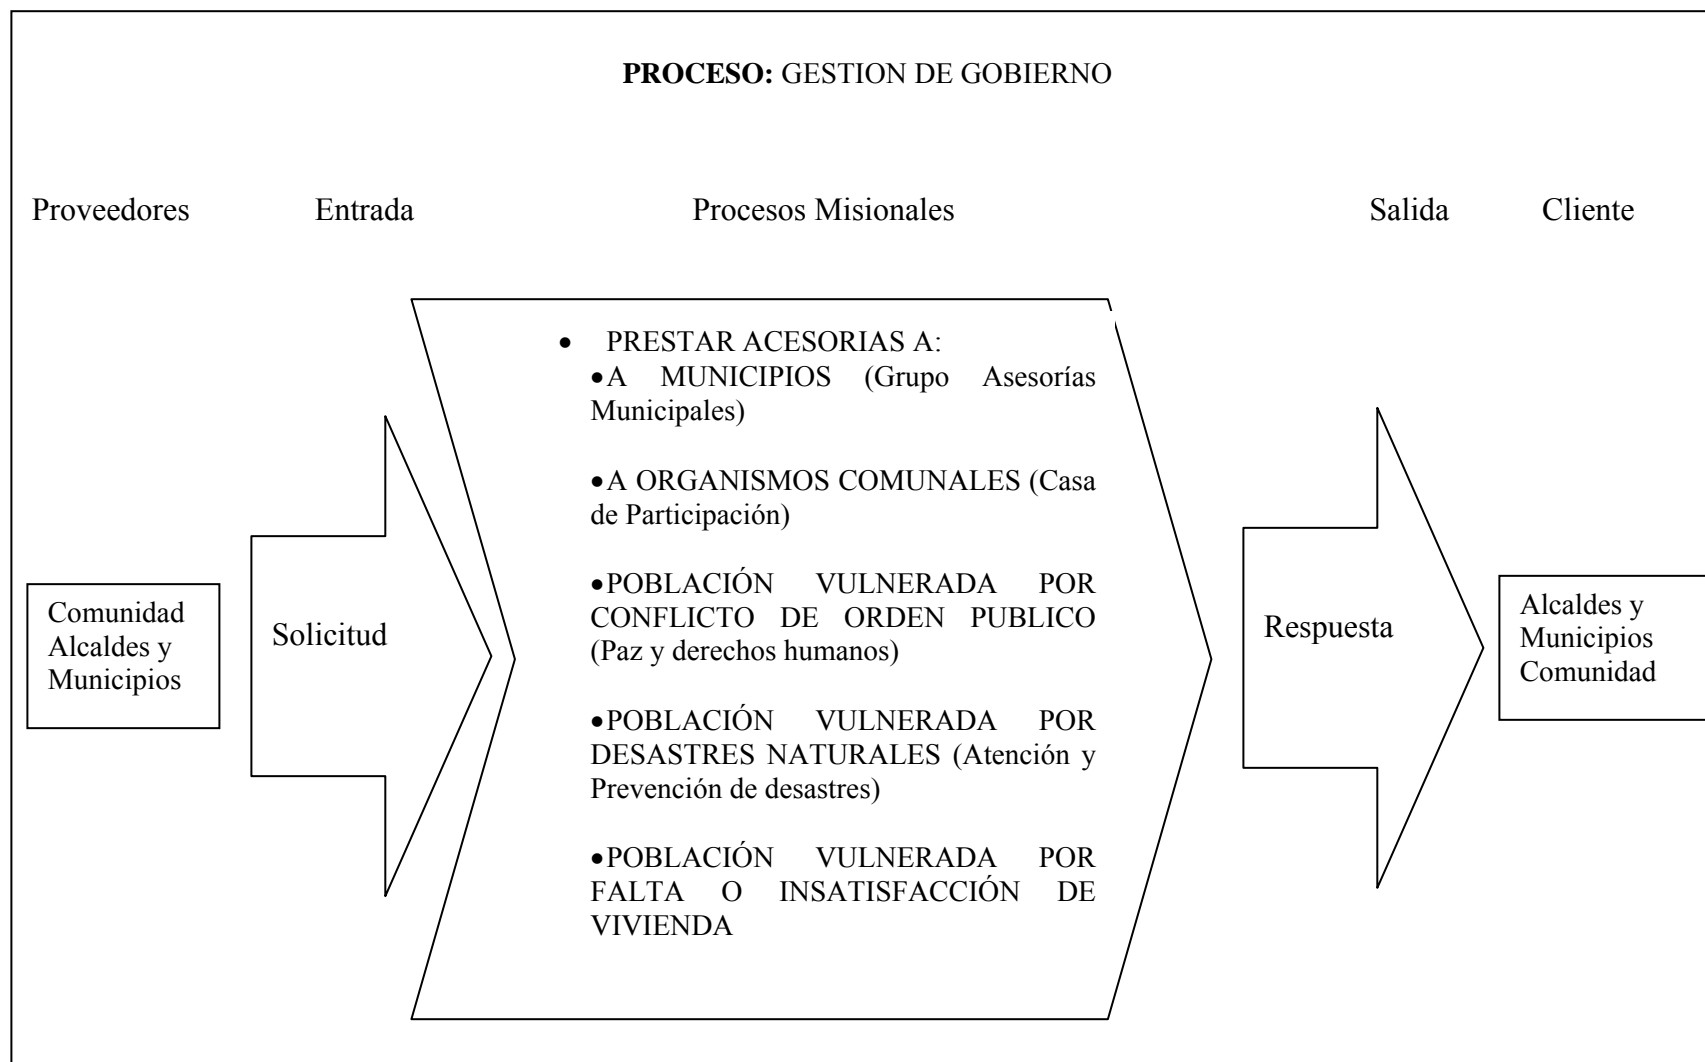 PROCESO: GESTION DE GOBIERNO
Proveedores Entrada Procesos Misionales Salida Cliente
Comunidad
Alcaldes y
Municipios
Solicitud
• PRESTAR ACESORIAS A:
•A MUNICIPIOS (Grupo Asesorías
Municipales)
•A ORGANISMOS COMUNALES (Casa
de Participación)
•POBLACIÓN VULNERADA POR
CONFLICTO DE ORDEN PUBLICO
(Paz y derechos humanos)
•POBLACIÓN VULNERADA POR
DESASTRES NATURALES (Atención y
Prevención de desastres)
•POBLACIÓN VULNERADA POR
FALTA O INSATISFACCIÓN DE
VIVIENDA
Respuesta
Alcaldes y
Municipios
Comunidad